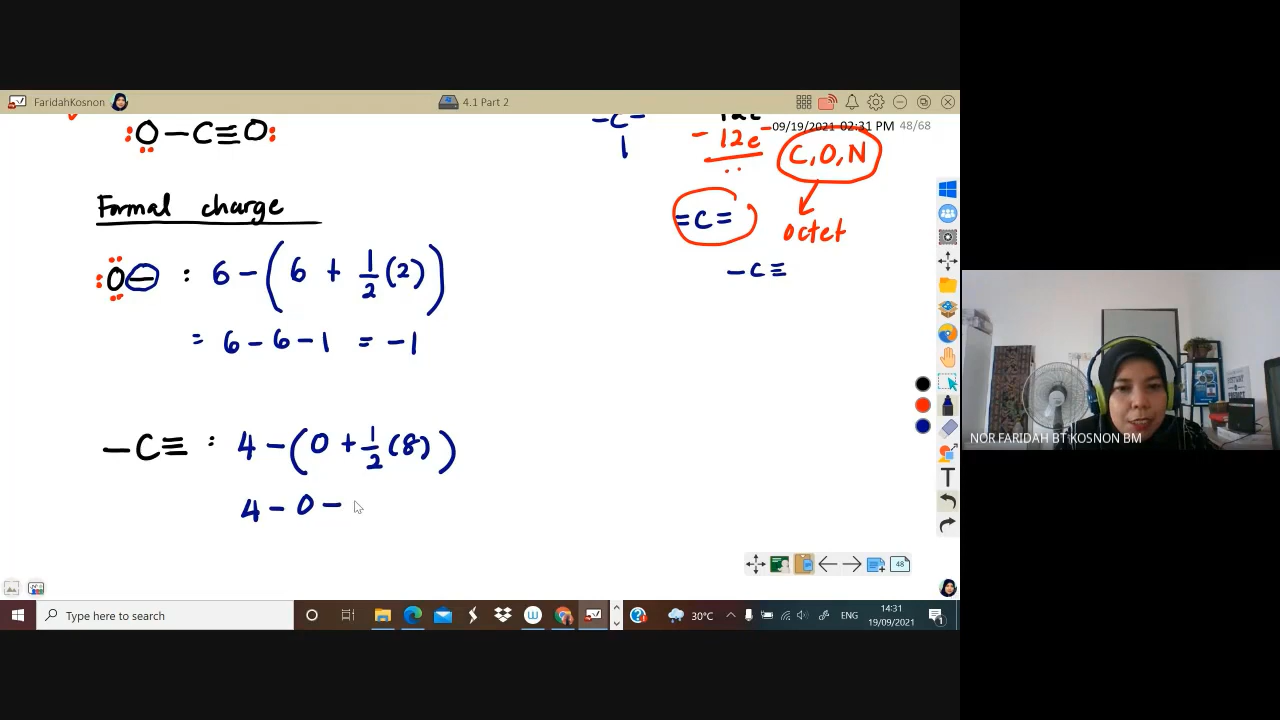 FaridahKosnon
4.1 Part 2
:O—C≡O:
—C—
12e
09/19/2021 02:31 PM 48/68
— 12e —
C, O, N
Formal charge
=C=
octet
—C≡
:O— : 6 — (6 + 1/2 (2))
= 6 — 6 — 1 = —1
—C≡ : 4 — (0 + 1/2 (8))
4 — 0 —
NOR FARIDAH BT KOSNON BM
T
48
Type here to search
30°C
ENG
14:31
19/09/2021